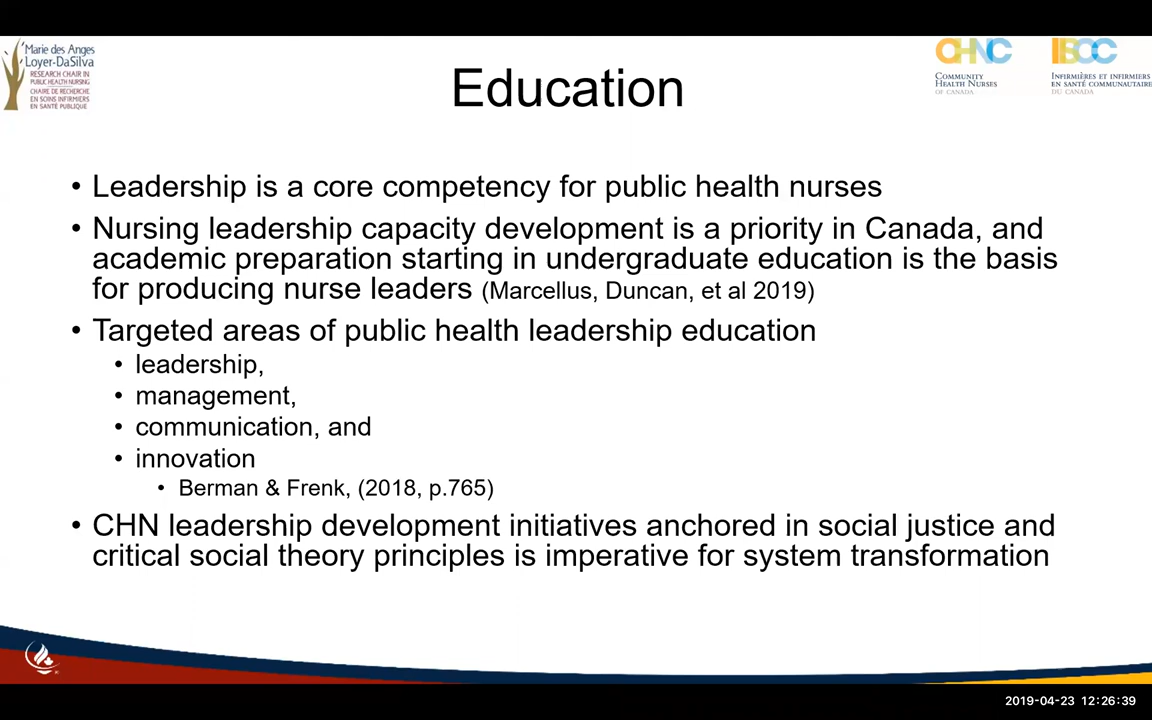 Marie des Anges
Loyer-DaSilva
RESEARCH CHAIR IN
PUBLIC HEALTH NURSING
CHAIRE DE RECHERCHE
EN SOINS INFIRMIERS
EN SANTÉ PUBLIQUE
CHNC
COMMUNITY
HEALTH NURSES
OF CANADA
IISCC
INFIRMIÈRES ET INFIRMIERS
EN SANTÉ COMMUNAUTAIRE
DU CANADA
Education
• Leadership is a core competency for public health nurses
• Nursing leadership capacity development is a priority in Canada, and
academic preparation starting in undergraduate education is the basis
for producing nurse leaders (Marcellus, Duncan, et al 2019)
• Targeted areas of public health leadership education
• leadership,
• management,
• communication, and
• innovation
• Berman & Frenk, (2018, p.765)
• CHN leadership development initiatives anchored in social justice and
critical social theory principles is imperative for system transformation
2019-04-23 12:26:39